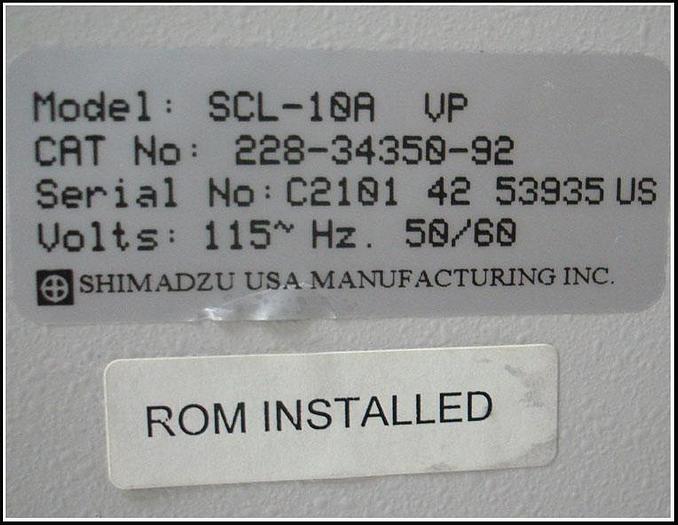 Model: SCL-10A VP
CAT No: 228-34350-92
Serial No: C2101 42 53935 US
Volts: 115~ Hz. 50/60
SHIMADZU USA MANUFACTURING INC.
ROM INSTALLED